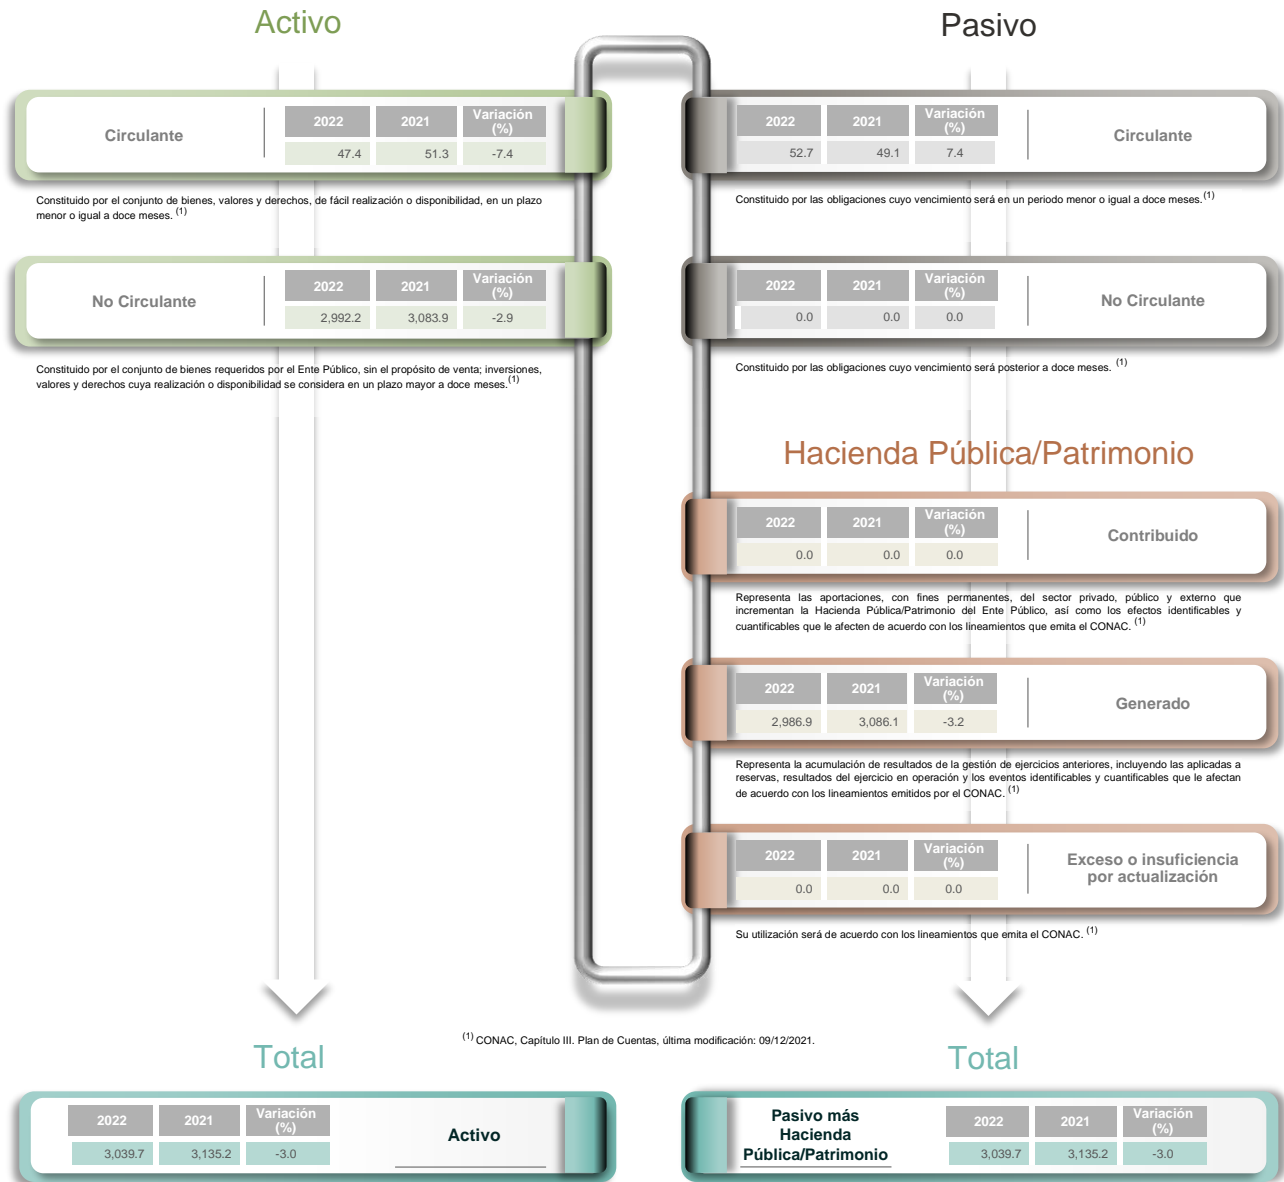 Activo
Circulante
2022 2021 Variación (%)
47.4 51.3 -7.4
Constituido por el conjunto de bienes, valores y derechos, de fácil realización o disponibilidad, en un plazo
menor o igual a doce meses. (1)
No Circulante
2022 2021 Variación (%)
2,992.2 3,083.9 -2.9
Constituido por el conjunto de bienes requeridos por el Ente Público, sin el propósito de venta; inversiones,
valores y derechos cuya realización o disponibilidad se considera en un plazo mayor a doce meses. (1)
Pasivo
2022 2021 Variación (%)
52.7 49.1 7.4
Circulante
Constituido por las obligaciones cuyo vencimiento será en un periodo menor o igual a doce meses. (1)
2022 2021 Variación (%)
0.0 0.0 0.0
No Circulante
Constituido por las obligaciones cuyo vencimiento será posterior a doce meses. (1)
Hacienda Pública/Patrimonio
2022 2021 Variación (%)
0.0 0.0 0.0
Contribuido
Representa las aportaciones, con fines permanentes, del sector privado, público y externo que
incrementan la Hacienda Pública/Patrimonio del Ente Público, así como los efectos identificables y
cuantificables que le afecten de acuerdo con los lineamientos que emita el CONAC. (1)
2022 2021 Variación (%)
2,986.9 3,086.1 -3.2
Generado
Representa la acumulación de resultados de la gestión de ejercicios anteriores, incluyendo las aplicadas a
reservas, resultados del ejercicio en operación y los eventos identificables y cuantificables que le afectan
de acuerdo con los lineamientos emitidos por el CONAC. (1)
2022 2021 Variación (%)
0.0 0.0 0.0
Exceso o insuficiencia
por actualización
Su utilización será de acuerdo con los lineamientos que emita el CONAC. (1)
(1) CONAC, Capítulo III. Plan de Cuentas, última modificación: 09/12/2021.
Total
2022 2021 Variación (%)
3,039.7 3,135.2 -3.0
Activo
Total
Pasivo más
Hacienda
Pública/Patrimonio
2022 2021 Variación (%)
3,039.7 3,135.2 -3.0